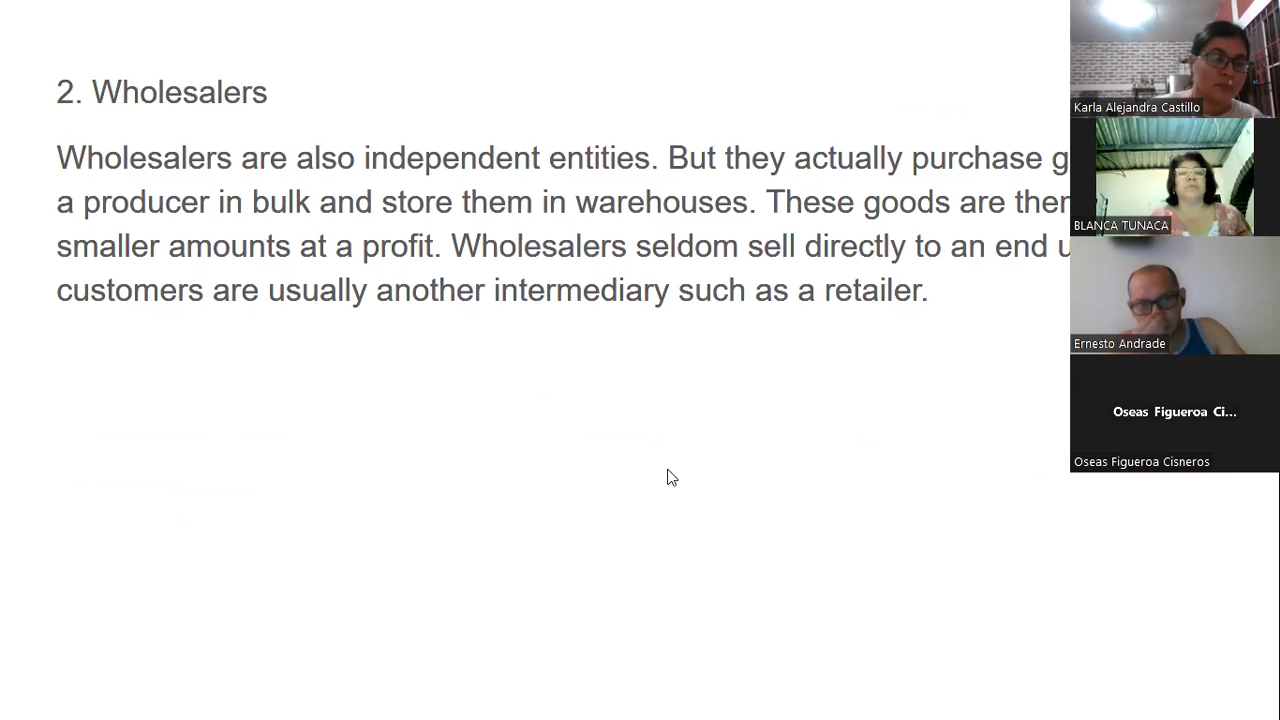 2. Wholesalers
Wholesalers are also independent entities. But they actually purchase g
a producer in bulk and store them in warehouses. These goods are then
smaller amounts at a profit. Wholesalers seldom sell directly to an end u
customers are usually another intermediary such as a retailer.
Karla Alejandra Castillo
BLANCA TUNACA
Ernesto Andrade
Oseas Figueroa Ci...
Oseas Figueroa Cisneros